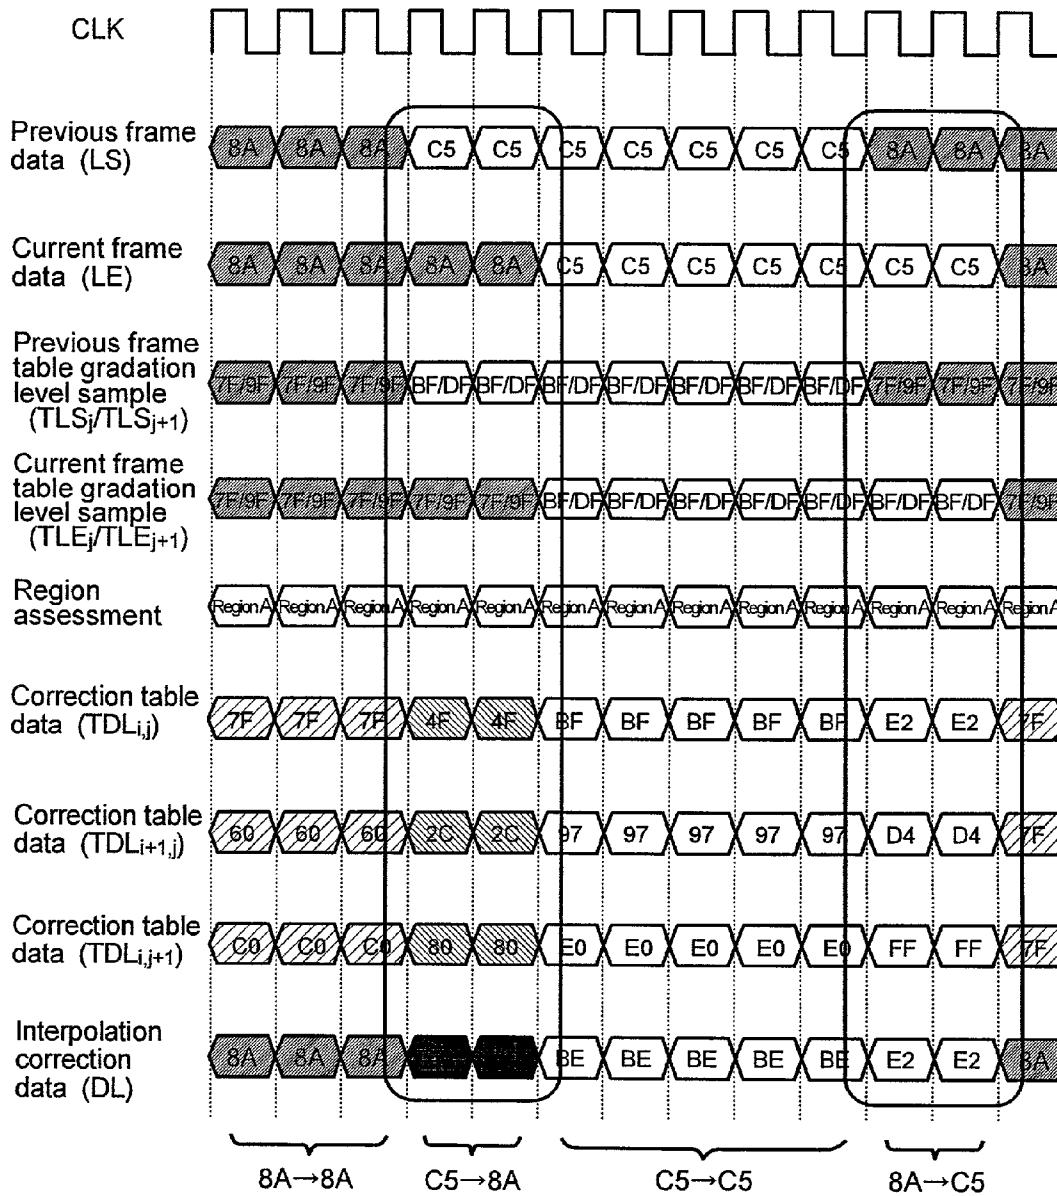 CLK
Previous frame
data (LS)
8A 8A 8A C5 C5 C5 C5 C5 C5 C5 8A 8A 8A
Current frame
data (LE)
8A 8A 8A 8A 8A C5 C5 C5 C5 C5 C5 C5 8A
Previous frame
table gradation
level sample
(TLSj/TLSj+1)
7F/9F 7F/9F 7F/9F BF/DF BF/DF BF/DF BF/DF BF/DF BF/DF BF/DF 7F/9F 7F/9F 7F/9F
Current frame
table gradation
level sample
(TLEj/TLEj+1)
7F/9F 7F/9F 7F/9F 7F/9F 7F/9F BF/DF BF/DF BF/DF BF/DF BF/DF BF/DF BF/DF 7F/9F
Region
assessment
Region A Region A Region A Region A Region A Region A Region A Region A Region A Region A Region A Region A Region A
Correction table
data (TDLi,j)
7F 7F 7F 4F 4F BF BF BF BF BF E2 E2 7F
Correction table
data (TDLi+1,j)
60 60 60 2C 2C 97 97 97 97 97 D4 D4 7F
Correction table
data (TDLi,j+1)
C0 C0 C0 80 80 E0 E0 E0 E0 E0 FF FF 7F
Interpolation
correction
data (DL)
8A 8A 8A BE BE BE BE BE E2 E2 8A
8A→8A C5→8A C5→C5 8A→C5